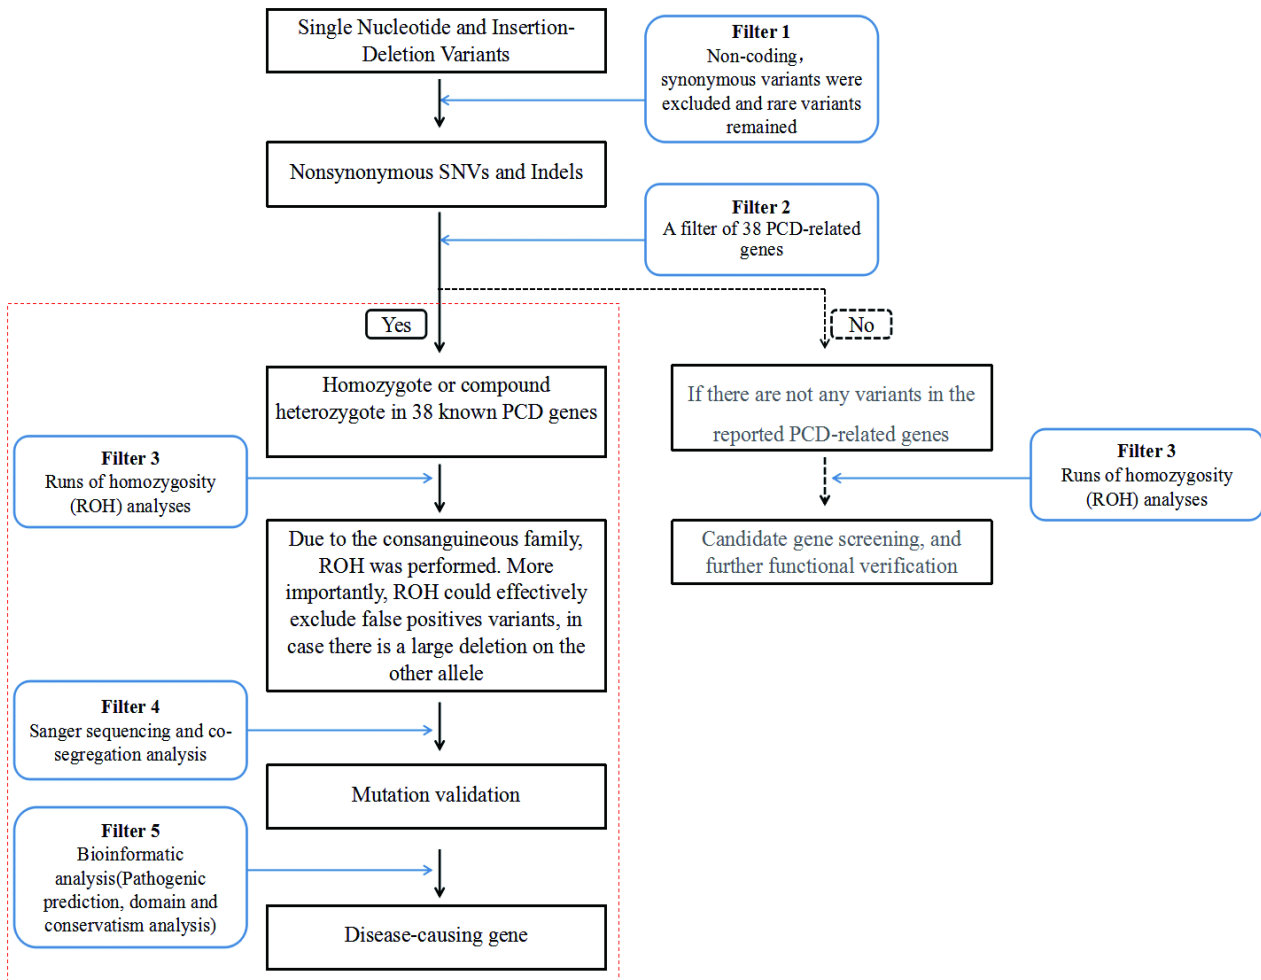 Single Nucleotide and Insertion-
Deletion Variants
Filter 1
Non-coding，
synonymous variants were
excluded and rare variants
remained
Nonsynonymous SNVs and Indels
Filter 2
A filter of 38 PCD-related
genes
Yes
No
Homozygote or compound
heterozygote in 38 known PCD genes
If there are not any variants in the
reported PCD-related genes
Filter 3
Runs of homozygosity
(ROH) analyses
Filter 3
Runs of homozygosity
(ROH) analyses
Due to the consanguineous family,
ROH was performed. More
importantly, ROH could effectively
exclude false positives variants, in
case there is a large deletion on the
other allele
Candidate gene screening, and
further functional verification
Filter 4
Sanger sequencing and co-
segregation analysis
Mutation validation
Filter 5
Bioinformatic
analysis(Pathogenic
prediction, domain and
conservatism analysis)
Disease-causing gene